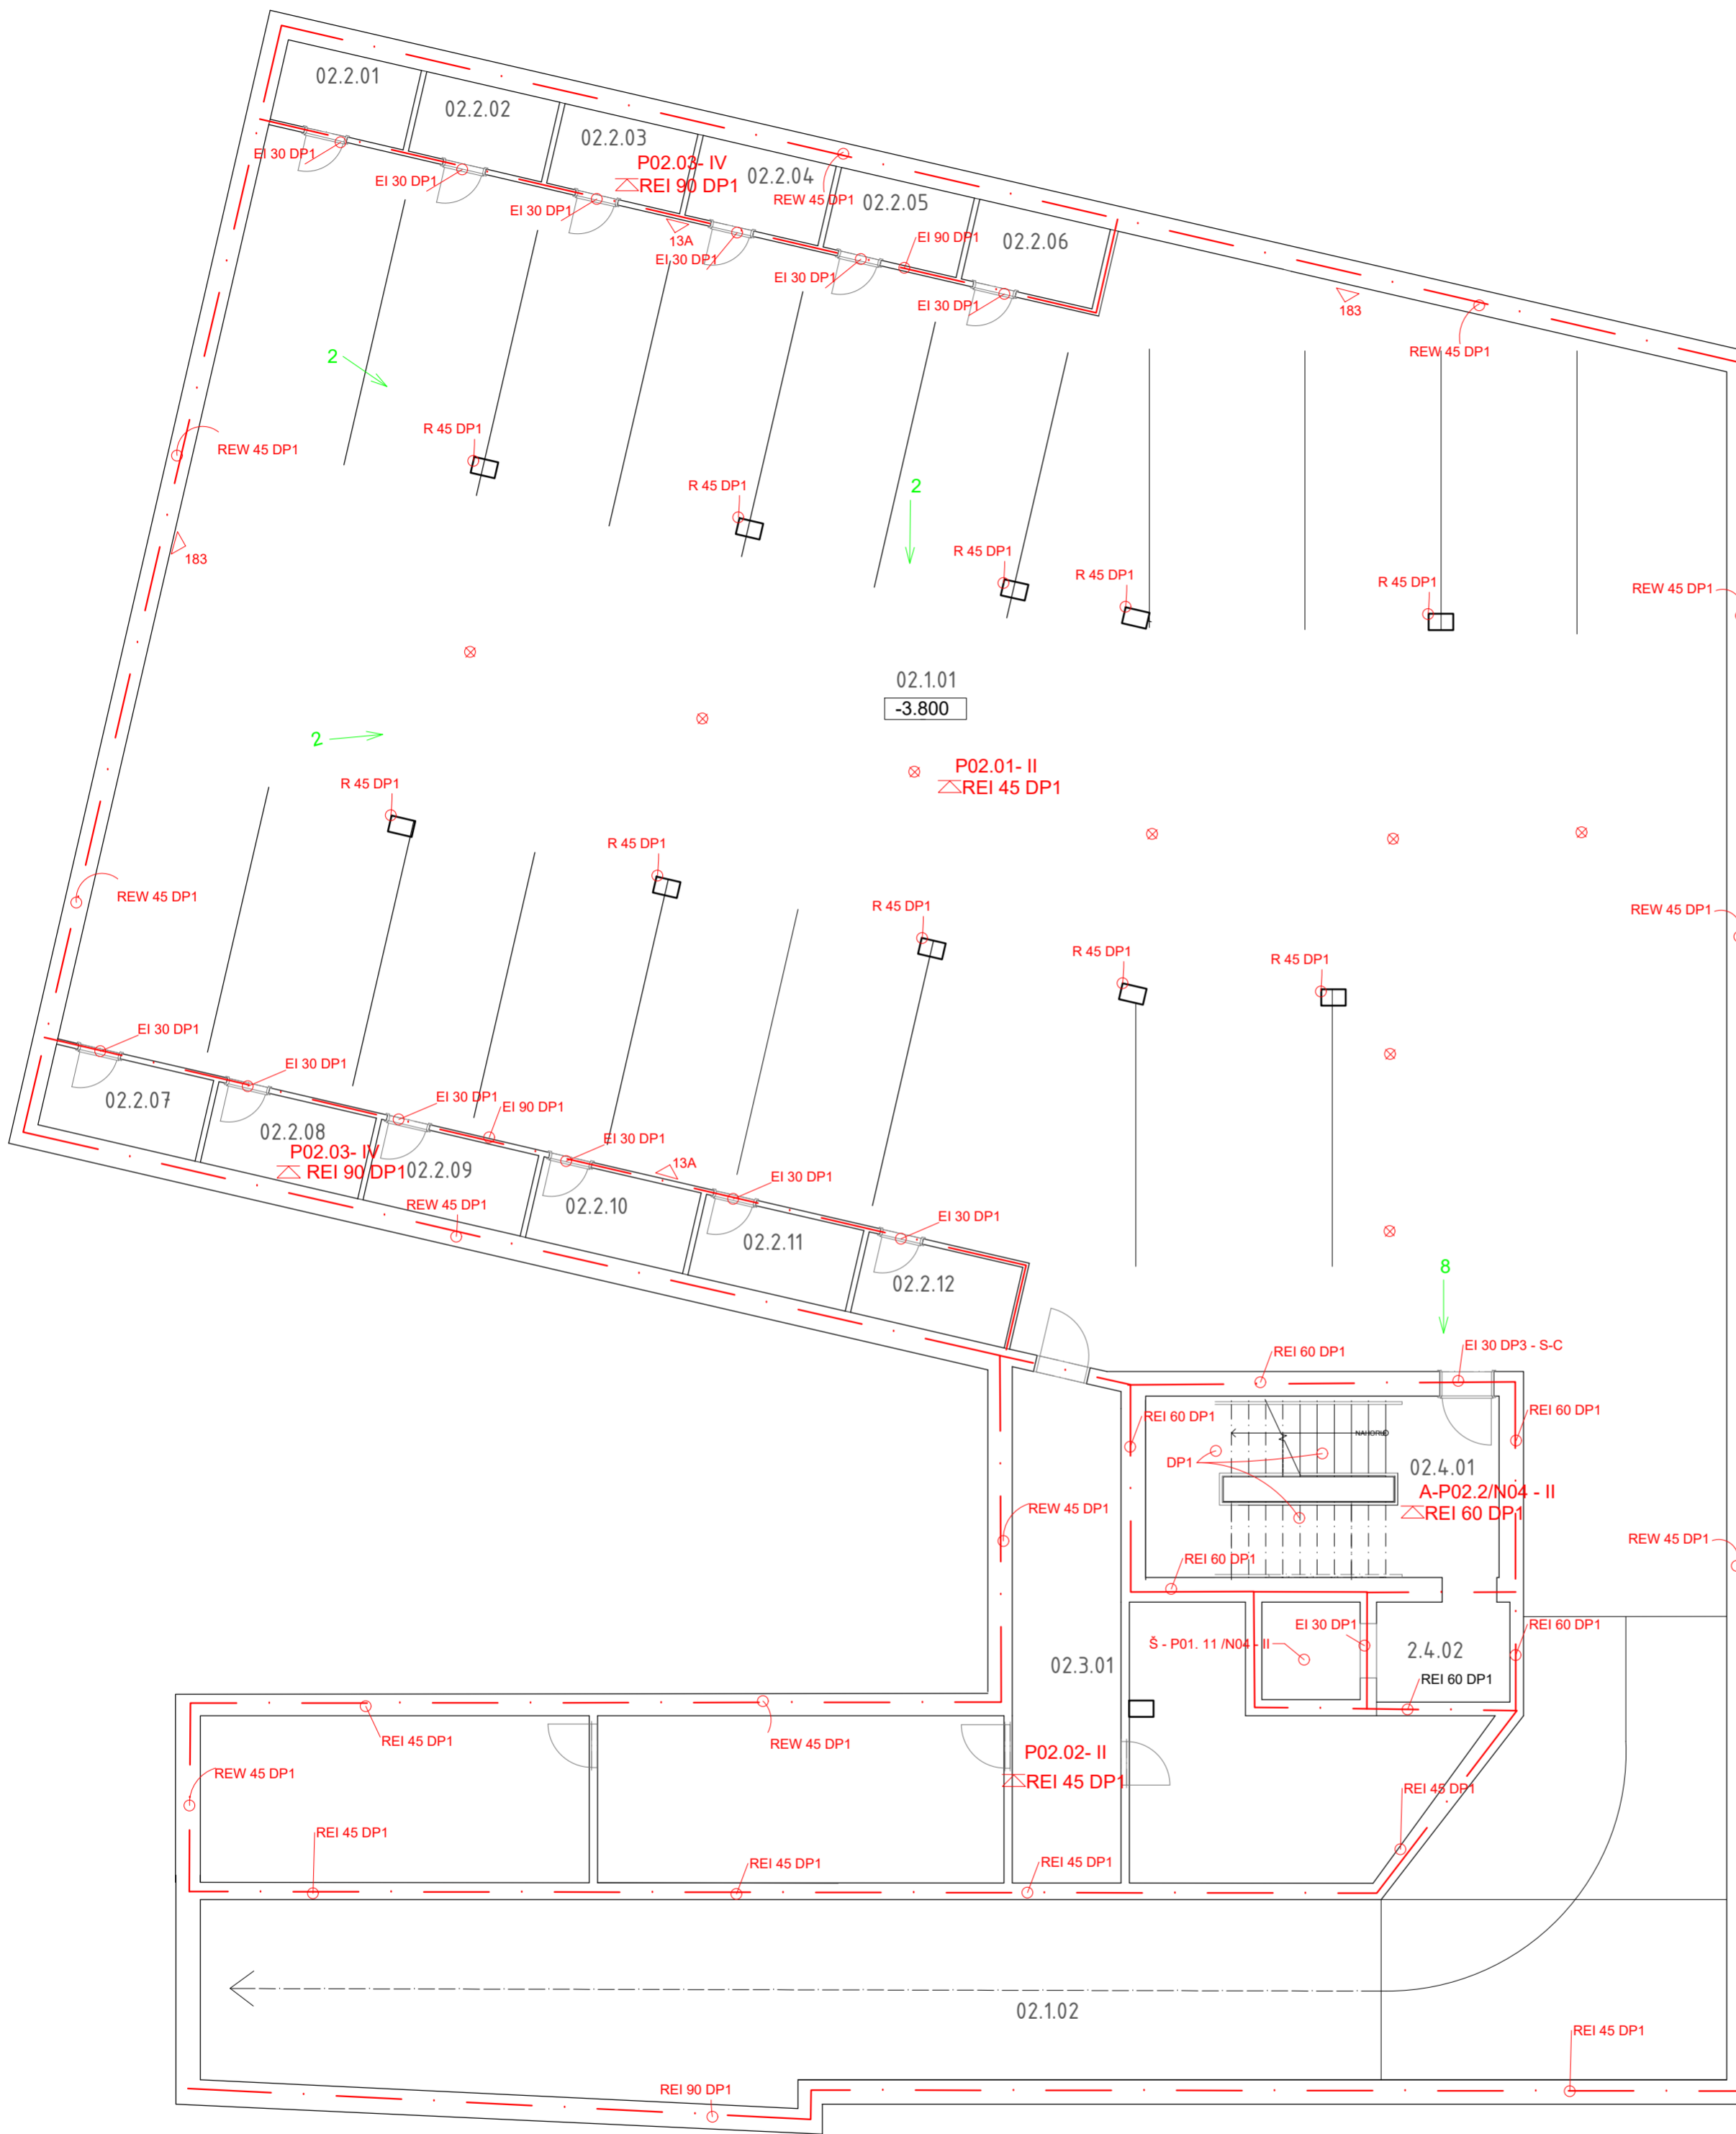 02.2.01
02.2.02
02.2.03
EI 30 DP1
P02.03- IV
REI 90 DP1
02.2.04
EI 30 DP1
REW 45 DP1
02.2.05
EI 30 DP1
13A
EI 90 DP1
02.2.06
EI 30 DP1
EI 30 DP1
EI 30 DP1
183
2
REW 45 DP1
R 45 DP1
REW 45 DP1
R 45 DP1
2
183
R 45 DP1
R 45 DP1
R 45 DP1
REW 45 DP1
02.1.01
-3.800
2
P02.01- II
REI 45 DP1
R 45 DP1
R 45 DP1
REW 45 DP1
R 45 DP1
REW 45 DP1
R 45 DP1
R 45 DP1
EI 30 DP1
EI 30 DP1
02.2.07
EI 30 DP1
EI 90 DP1
02.2.08
P02.03- IV
REI 90 DP1
02.2.09
EI 30 DP1
13A
EI 30 DP1
REW 45 DP1
02.2.10
EI 30 DP1
02.2.11
02.2.12
8
REI 60 DP1
EI 30 DP3 - S-C
REI 60 DP1
REI 60 DP1
NAHORU
DP1
02.4.01
A-P02.2/N04 - II
REI 60 DP1
REW 45 DP1
REW 45 DP1
REI 60 DP1
EI 30 DP1
REI 60 DP1
Š - P01. 11 /N04 - II
2.4.02
02.3.01
REI 60 DP1
REI 45 DP1
REW 45 DP1
P02.02- II
REI 45 DP1
REW 45 DP1
REI 45 DP1
REI 45 DP1
REI 45 DP1
REI 45 DP1
02.1.02
REI 45 DP1
REI 90 DP1